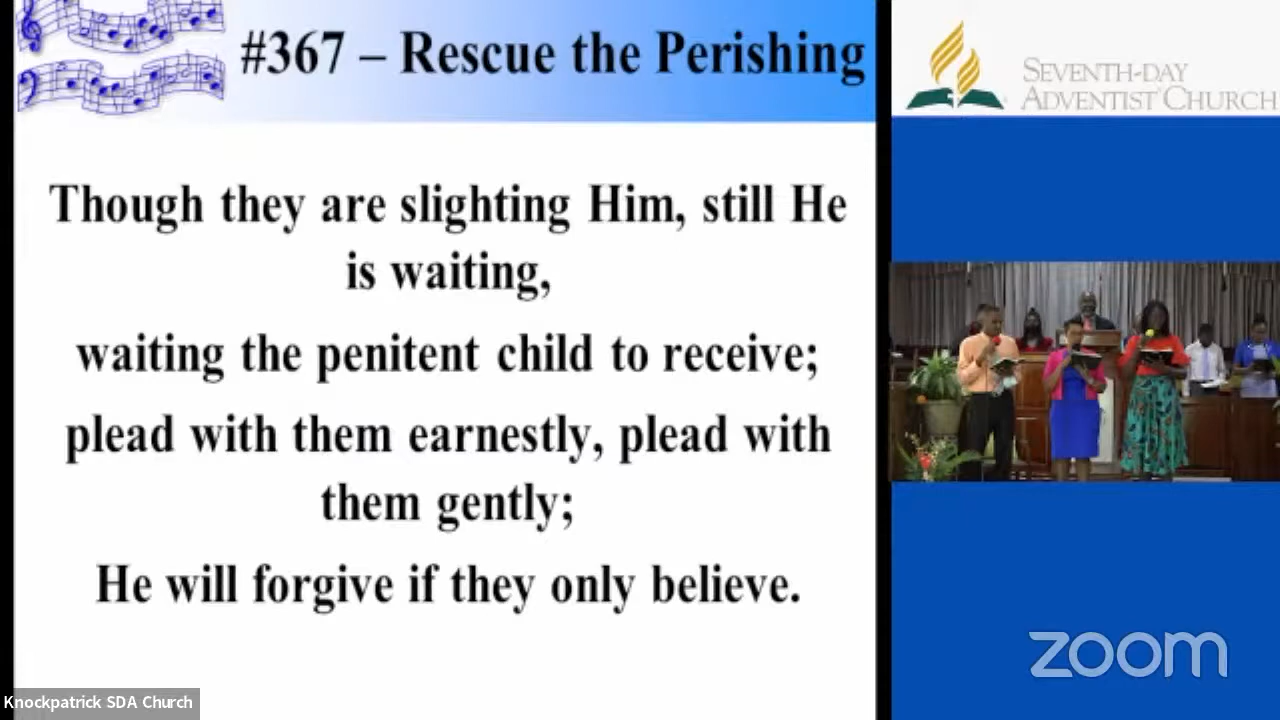 #367 – Rescue the Perishing
Though they are slighting Him, still He
is waiting,
waiting the penitent child to receive;
plead with them earnestly, plead with
them gently;
He will forgive if they only believe.
SEVENTH-DAY
ADVENTIST CHURCH
zoom
Knockpatrick SDA Church